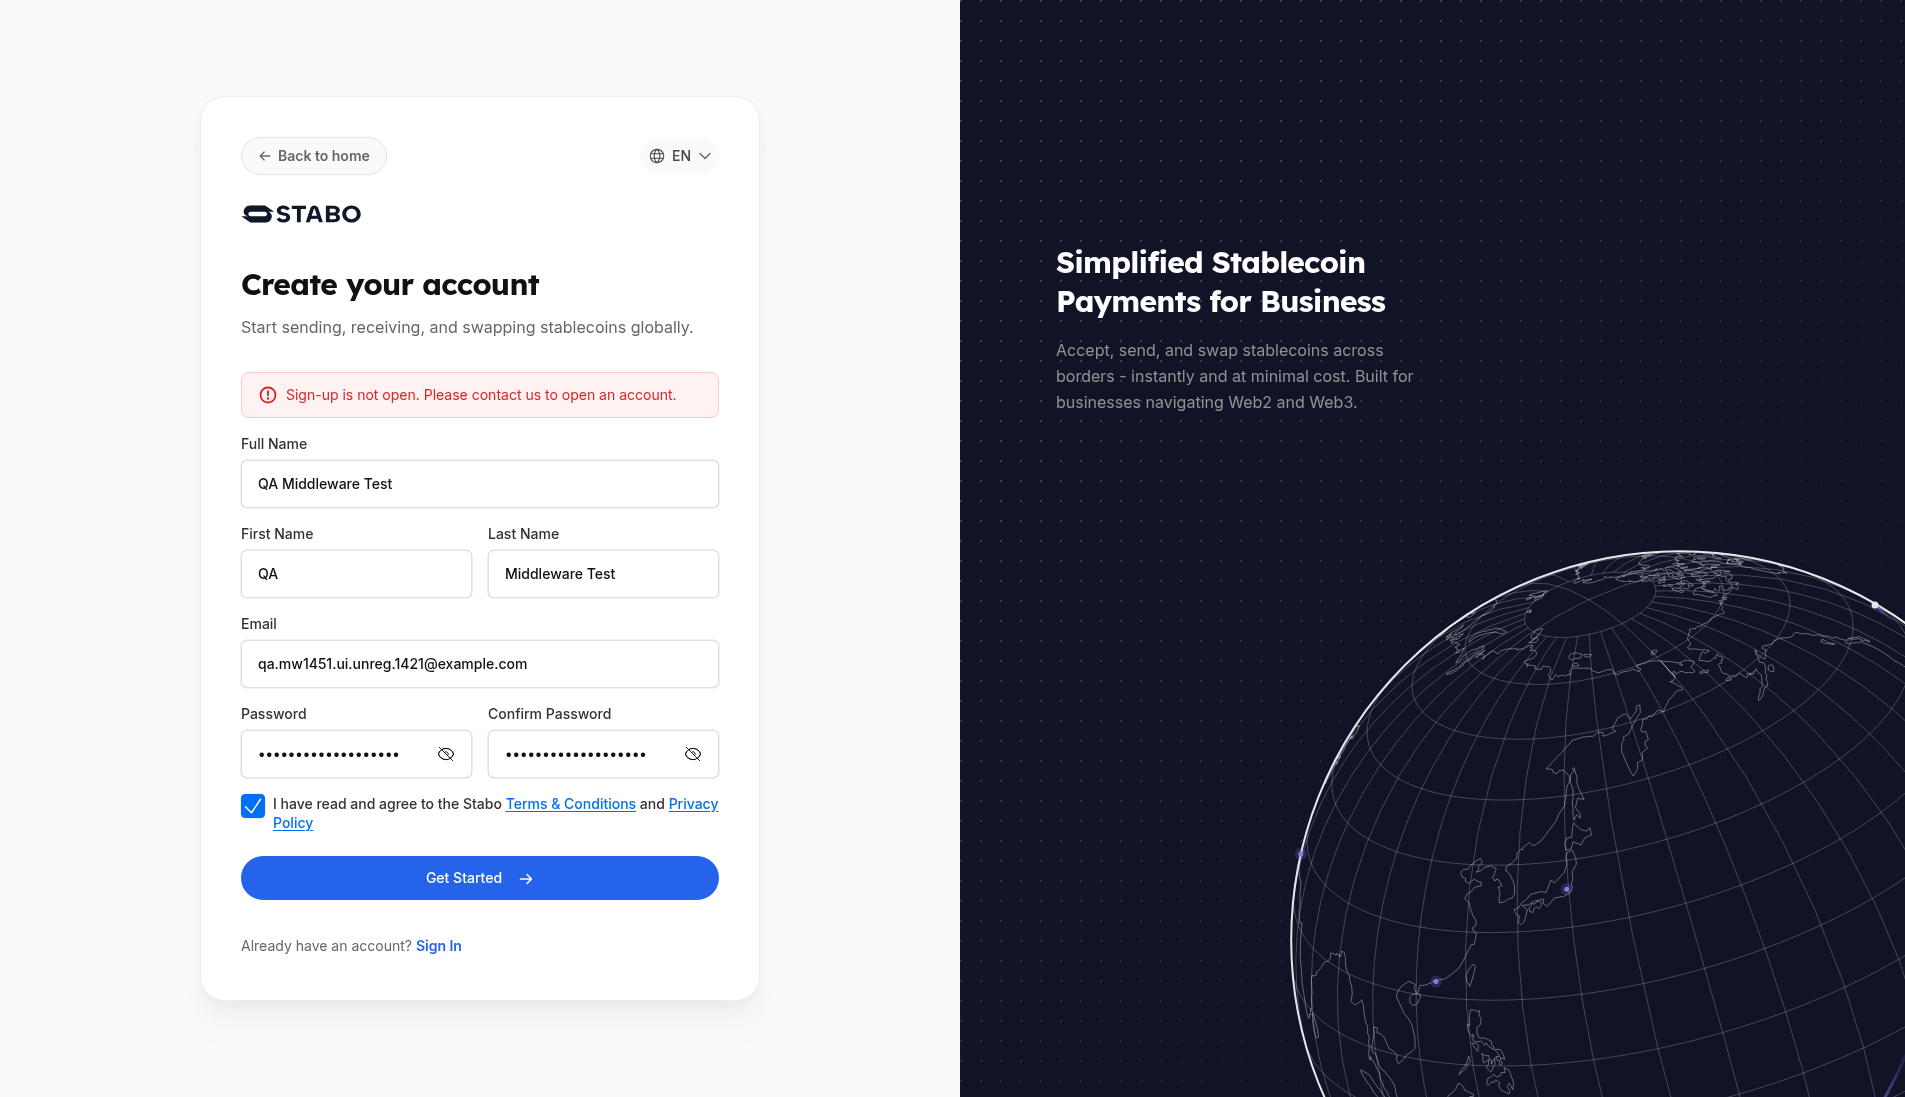 Back to home
EN
STABO
Create your account
Start sending, receiving, and swapping stablecoins globally.
Sign-up is not open. Please contact us to open an account.
Full Name
QA Middleware Test
First Name
Last Name
QA
Middleware Test
Email
qa.mw1451.ui.unreg.1421@example.com
Password
Confirm Password
•••••••••••••••••••
•••••••••••••••••••
I have read and agree to the Stabo Terms & Conditions and Privacy
Policy
Get Started
Already have an account? Sign In
Simplified Stablecoin
Payments for Business
Accept, send, and swap stablecoins across
borders - instantly and at minimal cost. Built for
businesses navigating Web2 and Web3.